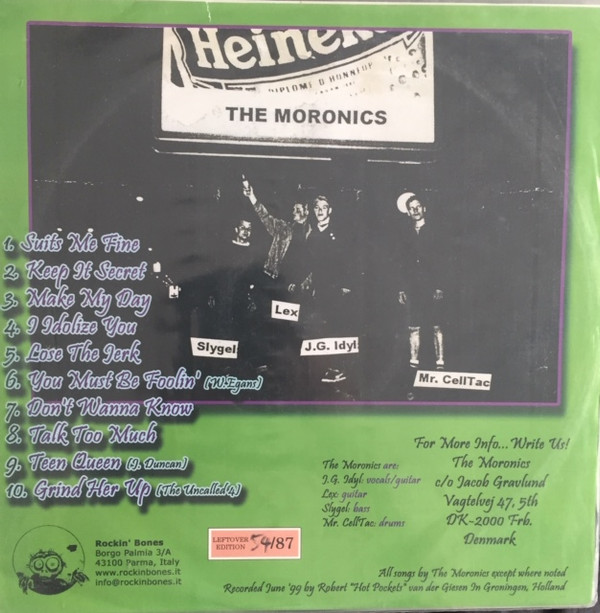 Heineken
DIPLOME D HONNEUR
THE MORONICS
Slygel
Lex
J.G. Idyl
Mr. CellTac
1. Suits Me Fine
2. Keep It Secret
3. Make My Day
4. I Idolize You
5. Lose The Jerk
6. You Must Be Foolin' (W.Egans)
7. Don't Wanna Know
8. Talk Too Much
9. Teen Queen (J. Duncan)
10. Grind Her Up (The Uncalled 4)
The Moronics are:
J.G. Idyl: vocals/guitar
Lex: guitar
Slygel: bass
Mr. CellTac: drums
For More Info... Write Us!
The Moronics
c/o Jacob Gravlund
Vagtelvej 47, 5th
DK-2000 Frb.
Denmark
Rockin' Bones
Borgo Palmia 3/A
43100 Parma, Italy
www.rockinbones.it
info@rockinbones.it
LEFTOVER
EDITION 54/87
All songs by The Moronics except where noted
Recorded June '99 by Robert "Hot Pockets" van der Giesen In Groningen, Holland